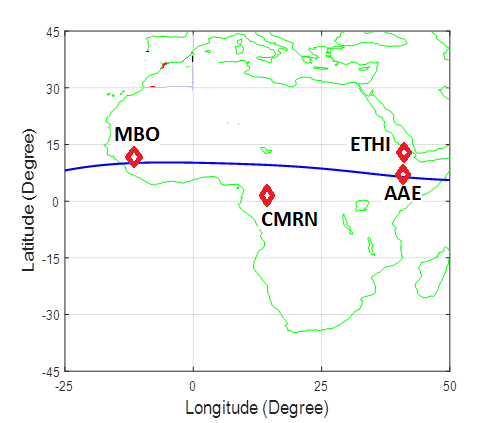 45
30
15
0
-15
-30
-45
Latitude (Degree)
MBO
ETHI
AAE
CMRN
-25
0
25
50
Longitude (Degree)